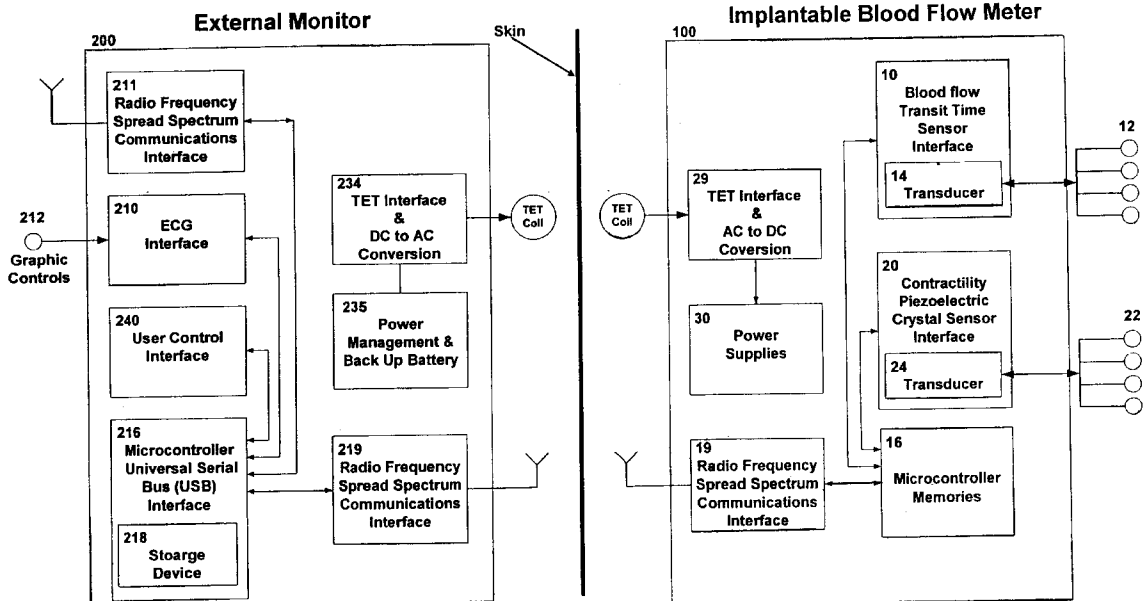 External Monitor
200
211
Radio Frequency
Spread Spectrum
Communications
Interface
212
Graphic
Controls
210
ECG
Interface
240
User Control
Interface
216
Microcontroller
Universal Serial
Bus (USB)
Interface
218
Stoarge
Device
234
TET Interface
&
DC to AC
Conversion
TET
Coil
235
Power
Management &
Back Up Battery
219
Radio Frequency
Spread Spectrum
Communications
Interface
Skin
Implantable Blood Flow Meter
100
TET
Coil
29
TET Interface
&
AC to DC
Coversion
30
Power
Supplies
19
Radio Frequency
Spread Spectrum
Communications
Interface
10
Blood flow
Transit Time
Sensor
Interface
14
Transducer
12
20
Contractility
Piezoelectric
Crystal Sensor
Interface
24
Transducer
22
16
Microcontroller
Memories